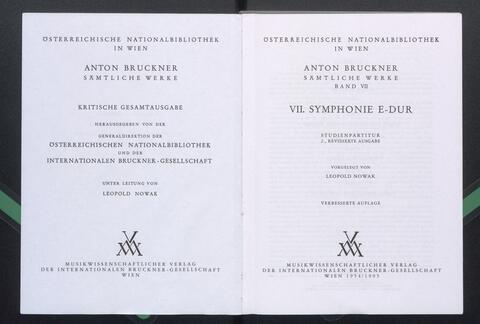 ÖSTERREICHISCHE NATIONALBIBLIOTHEK
IN WIEN
ANTON BRUCKNER
SÄMTLICHE WERKE
KRITISCHE GESAMTAUSGABE
HERAUSGEGEBEN VON DER
GENERALDIREKTION DER
ÖSTERREICHISCHEN NATIONALBIBLIOTHEK
UND DER
INTERNATIONALEN BRUCKNER-GESELLSCHAFT
UNTER LEITUNG VON
LEOPOLD NOWAK
MUSIKWISSENSCHAFTLICHER VERLAG
DER INTERNATIONALEN BRUCKNER-GESELLSCHAFT
WIEN
ÖSTERREICHISCHE NATIONALBIBLIOTHEK
IN WIEN
ANTON BRUCKNER
SÄMTLICHE WERKE
BAND VII
VII. SYMPHONIE E-DUR
STUDIENPARTITUR
2., REVIDIERTE AUSGABE
VORGELEGT VON
LEOPOLD NOWAK
VERBESSERTE AUFLAGE
MUSIKWISSENSCHAFTLICHER VERLAG
DER INTERNATIONALEN BRUCKNER-GESELLSCHAFT
WIEN 1954/2003